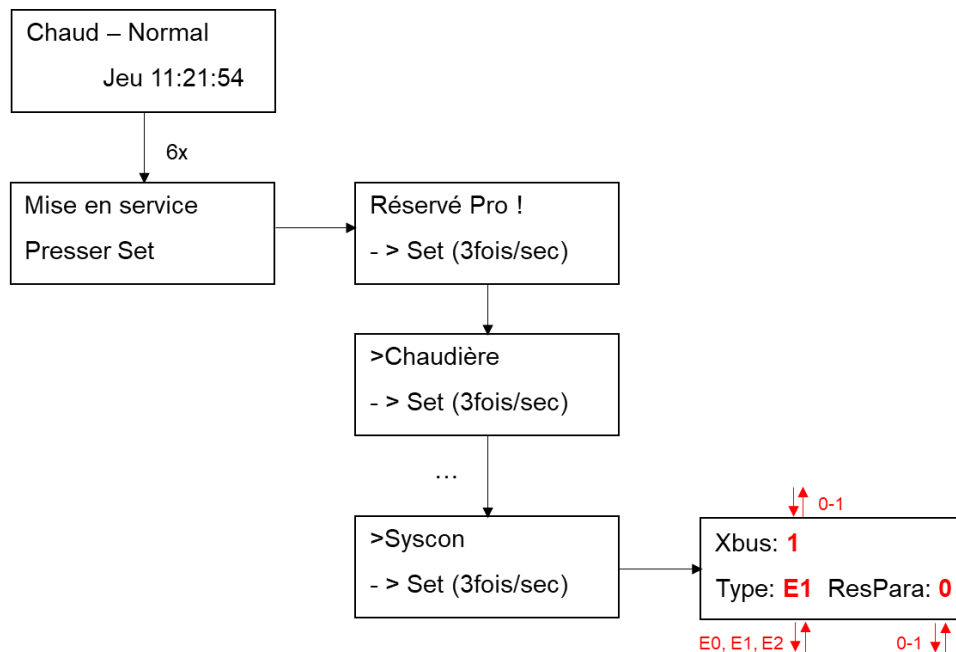 Chaud – Normal
Jeu 11:21:54
6x
Mise en service
Presser Set
Réservé Pro !
- > Set (3fois/sec)
>Chaudière
- > Set (3fois/sec)
...
>Syscon
- > Set (3fois/sec)
0-1
Xbus: 1
Type: E1 ResPara: 0
E0, E1, E2
0-1